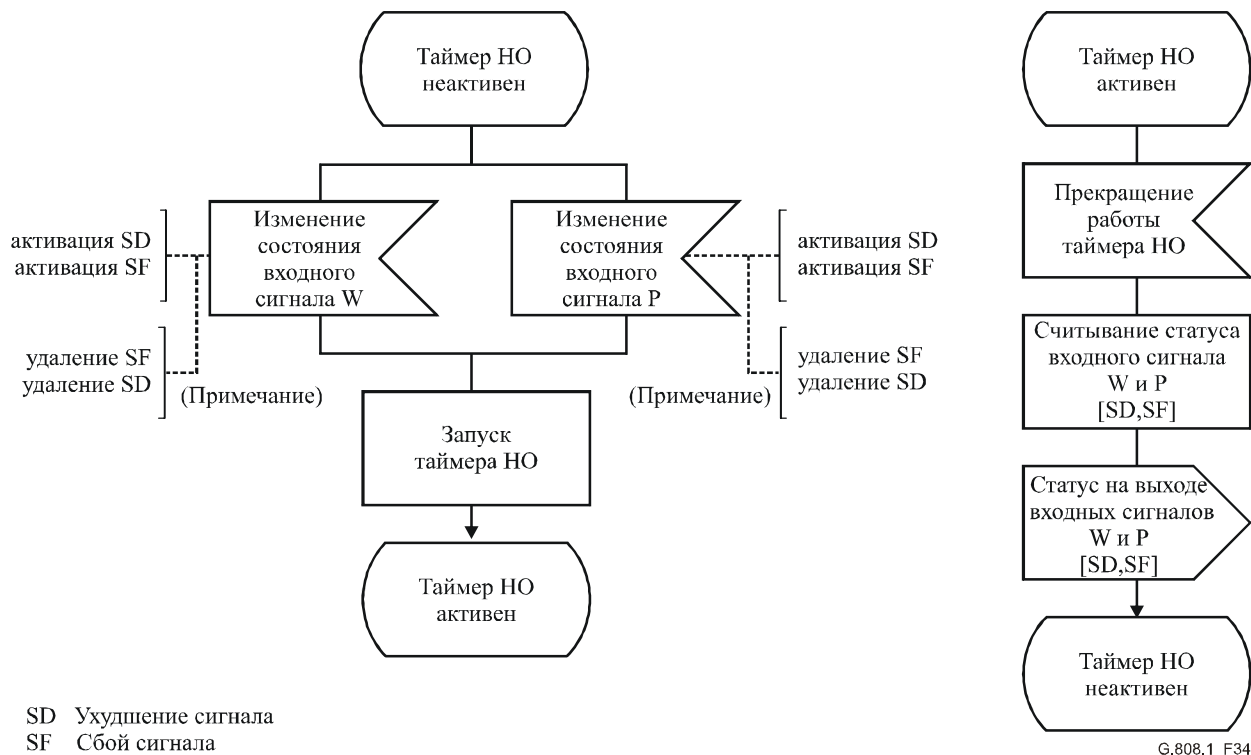 Таймер НО
неактивен
Изменение
состояния
входного
сигнала W
Изменение
состояния
входного
сигнала P
активация SD
активация SF
удаление SF
удаление SD
(Примечание)
активация SD
активация SF
удаление SF
удаление SD
(Примечание)
Запуск
таймера НО
Таймер НО
активен
Таймер НО
активен
Прекращение
работы
таймера НО
Считывание статуса
входного сигнала
W и P
[SD,SF]
Статус на выходе
входных сигналов
W и P
[SD,SF]
Таймер НО
неактивен
SD Ухудшение сигнала
SF Сбой сигнала
G.808.1_F34